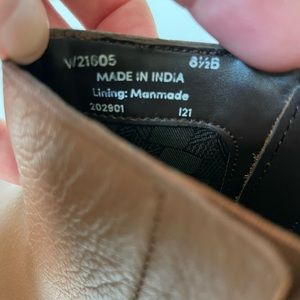 W21605 8½B
MADE IN INDIA
Lining: Manmade
202901 I21